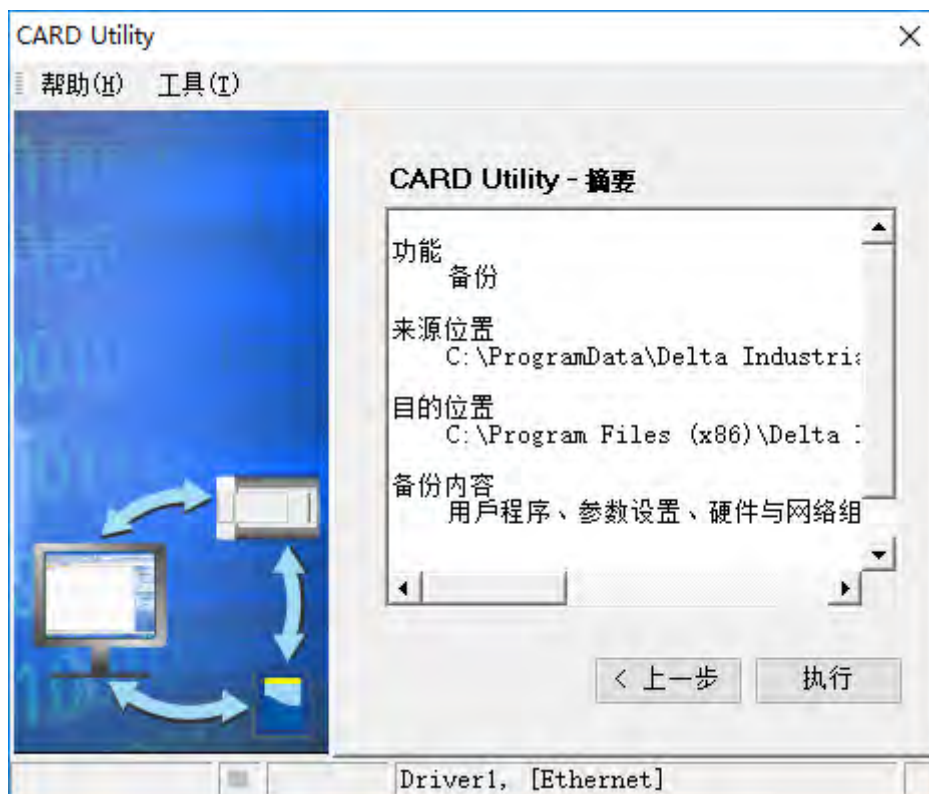 CARD Utility
帮助(H) 工具(T)
CARD Utility - 摘要
功能
备份
来源位置
C:\ProgramData\Delta Industria
目的位置
C:\Program Files (x86)\Delta
备份内容
用戶程序、参数设置、硬件与网络组
< 上一步 执行
Driver1, [Ethernet]